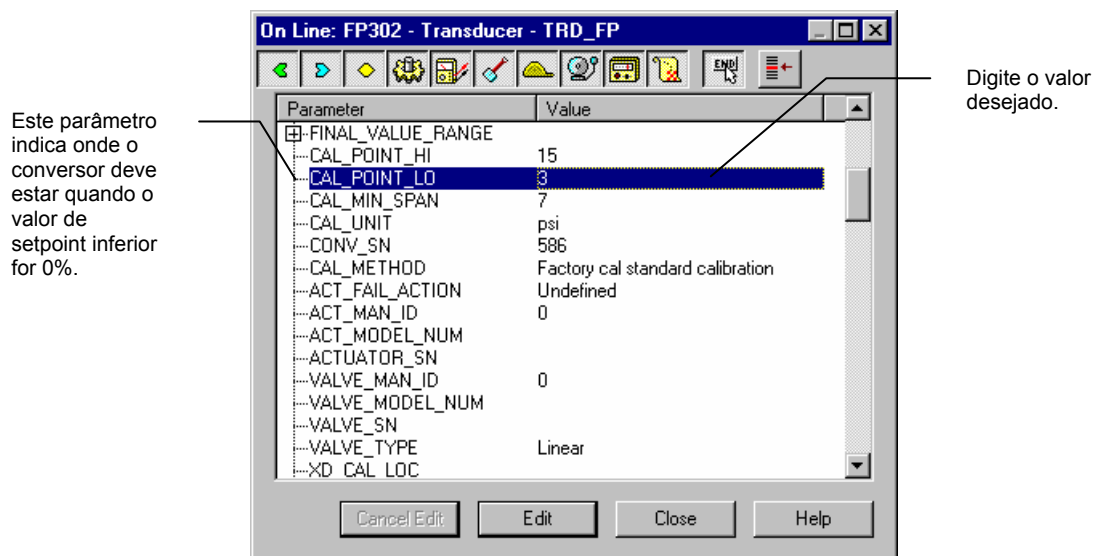 On Line: FP302 - Transducer - TRD_FP
END
Parameter Value
FINAL_VALUE_RANGE
CAL_POINT_HI 15
CAL_POINT_LO 3
CAL_MIN_SPAN 7
CAL_UNIT psi
CONV_SN 586
CAL_METHOD Factory cal standard calibration
ACT_FAIL_ACTION Undefined
ACT_MAN_ID 0
ACT_MODEL_NUM
ACTUATOR_SN
VALVE_MAN_ID 0
VALVE_MODEL_NUM
VALVE_SN
VALVE_TYPE Linear
XD_CAL_LOC
Cancel Edit Edit Close Help
Este parâmetro
indica onde o
conversor deve
estar quando o
valor de
setpoint inferior
for 0%.
Digite o valor
desejado.